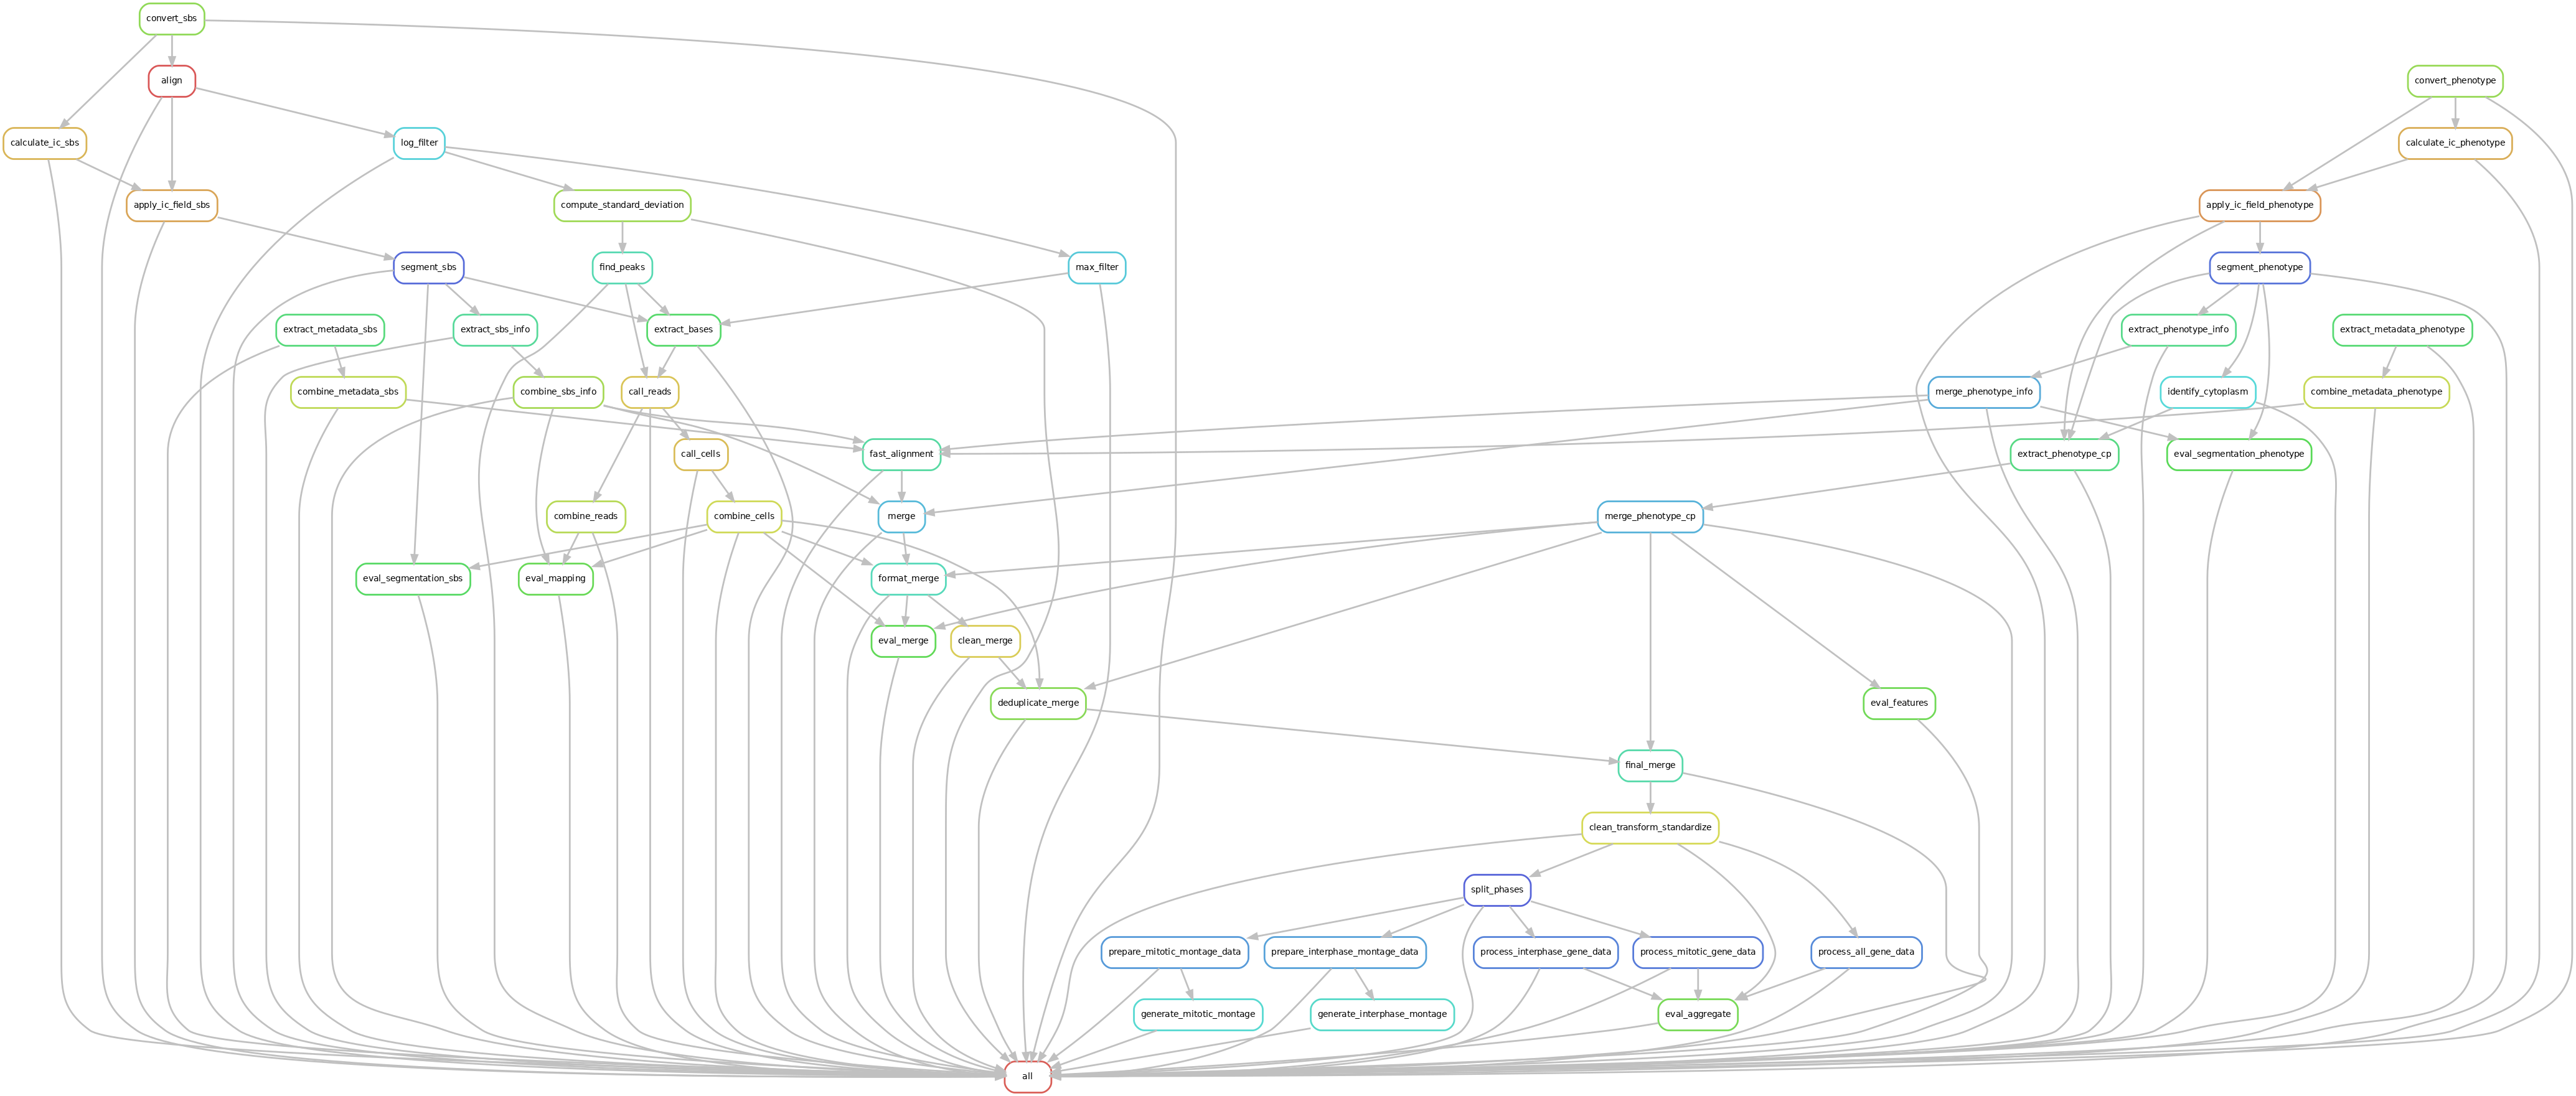 convert_sbs
align
convert_phenotype
calculate_ic_sbs
log_filter
calculate_ic_phenotype
apply_ic_field_sbs
compute_standard_deviation
apply_ic_field_phenotype
segment_sbs
find_peaks
max_filter
segment_phenotype
extract_metadata_sbs
extract_sbs_info
extract_bases
extract_phenotype_info
extract_metadata_phenotype
combine_metadata_sbs
combine_sbs_info
call_reads
merge_phenotype_info
identify_cytoplasm
combine_metadata_phenotype
call_cells
fast_alignment
extract_phenotype_cp
eval_segmentation_phenotype
combine_reads
combine_cells
merge
merge_phenotype_cp
eval_segmentation_sbs
eval_mapping
format_merge
eval_merge
clean_merge
deduplicate_merge
eval_features
final_merge
clean_transform_standardize
split_phases
prepare_mitotic_montage_data
prepare_interphase_montage_data
process_interphase_gene_data
process_mitotic_gene_data
process_all_gene_data
generate_mitotic_montage
generate_interphase_montage
eval_aggregate
all